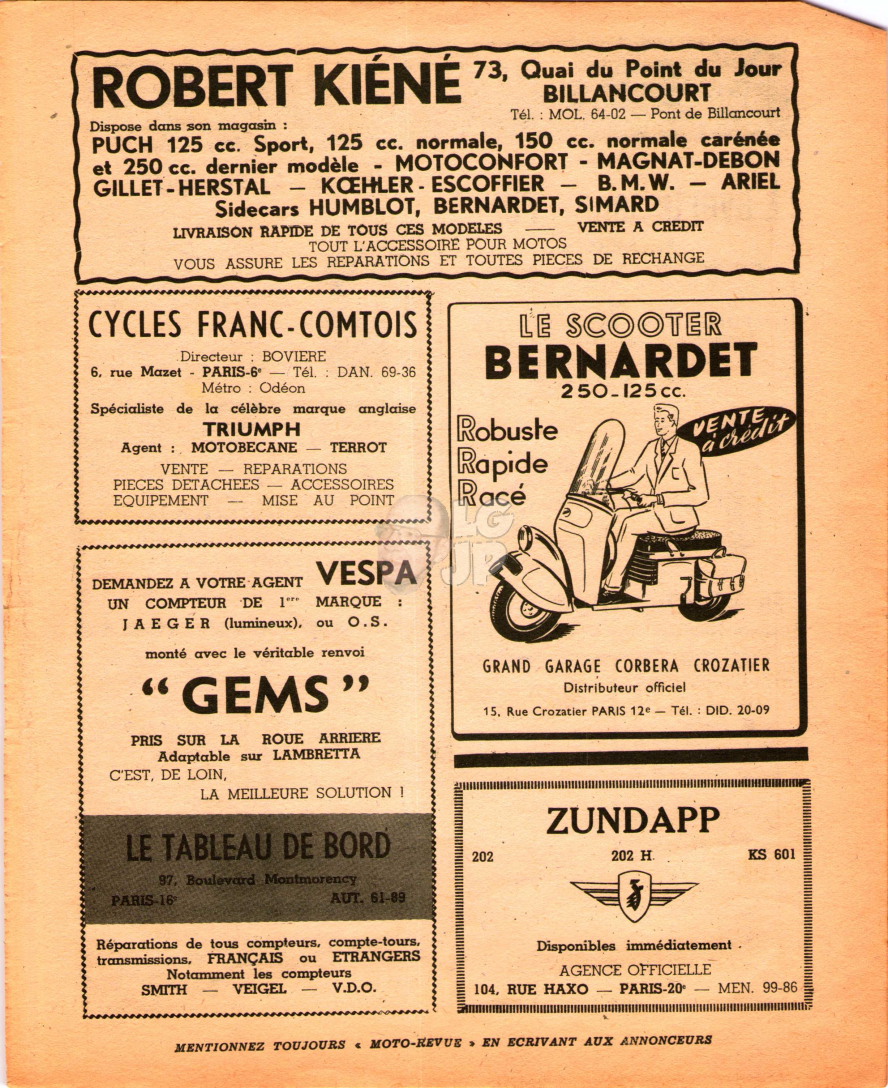 ROBERT KIÉNÉ 73, Quai du Point du Jour
BILLANCOURT
Tél. : MOL. 64-02 — Pont de Billancourt
Dispose dans son magasin :
PUCH 125 cc. Sport, 125 cc. normale, 150 cc. normale carénée
et 250 cc. dernier modèle - MOTOCONFORT - MAGNAT-DEBON
GILLET-HERSTAL — KŒHLER-ESCOFFIER — B.M.W. — ARIEL
Sidecars HUMBLOT, BERNARDET, SIMARD
LIVRAISON RAPIDE DE TOUS CES MODELES — VENTE A CREDIT
TOUT L'ACCESSOIRE POUR MOTOS
VOUS ASSURE LES REPARATIONS ET TOUTES PIECES DE RECHANGE
CYCLES FRANC-COMTOIS
Directeur : BOVIERE
6, rue Mazet - PARIS-6e — Tél. : DAN. 69-36
Métro : Odéon
Spécialiste de la célèbre marque anglaise
TRIUMPH
Agent : MOTOBECANE — TERROT
VENTE — REPARATIONS
PIECES DETACHEES — ACCESSOIRES
EQUIPEMENT — MISE AU POINT
DEMANDEZ A VOTRE AGENT VESPA
UN COMPTEUR DE 1ere MARQUE :
JAEGER (lumineux), ou O.S.
monté avec le véritable renvoi
“ GEMS ”
PRIS SUR LA ROUE ARRIERE
Adaptable sur LAMBRETTA
C'EST, DE LOIN,
LA MEILLEURE SOLUTION !
LE TABLEAU DE BORD
97, Boulevard Montmorency
PARIS-16e AUT. 61-89
Réparations de tous compteurs, compte-tours,
transmissions, FRANÇAIS ou ETRANGERS
Notamment les compteurs
SMITH — VEIGEL — V.D.O.
LE SCOOTER
BERNARDET
250-125 cc.
VENTE
à crédit
Robuste
Rapide
Racé
GRAND GARAGE CORBERA CROZATIER
Distributeur officiel
15, Rue Crozatier PARIS 12e — Tél. : DID. 20-09
ZUNDAPP
202 202 H. KS 601
Disponibles immédiatement .
AGENCE OFFICIELLE
104, RUE HAXO — PARIS-20e — MEN. 99-86
MENTIONNEZ TOUJOURS « MOTO-REVUE » EN ECRIVANT AUX ANNONCEURS
LG
JP